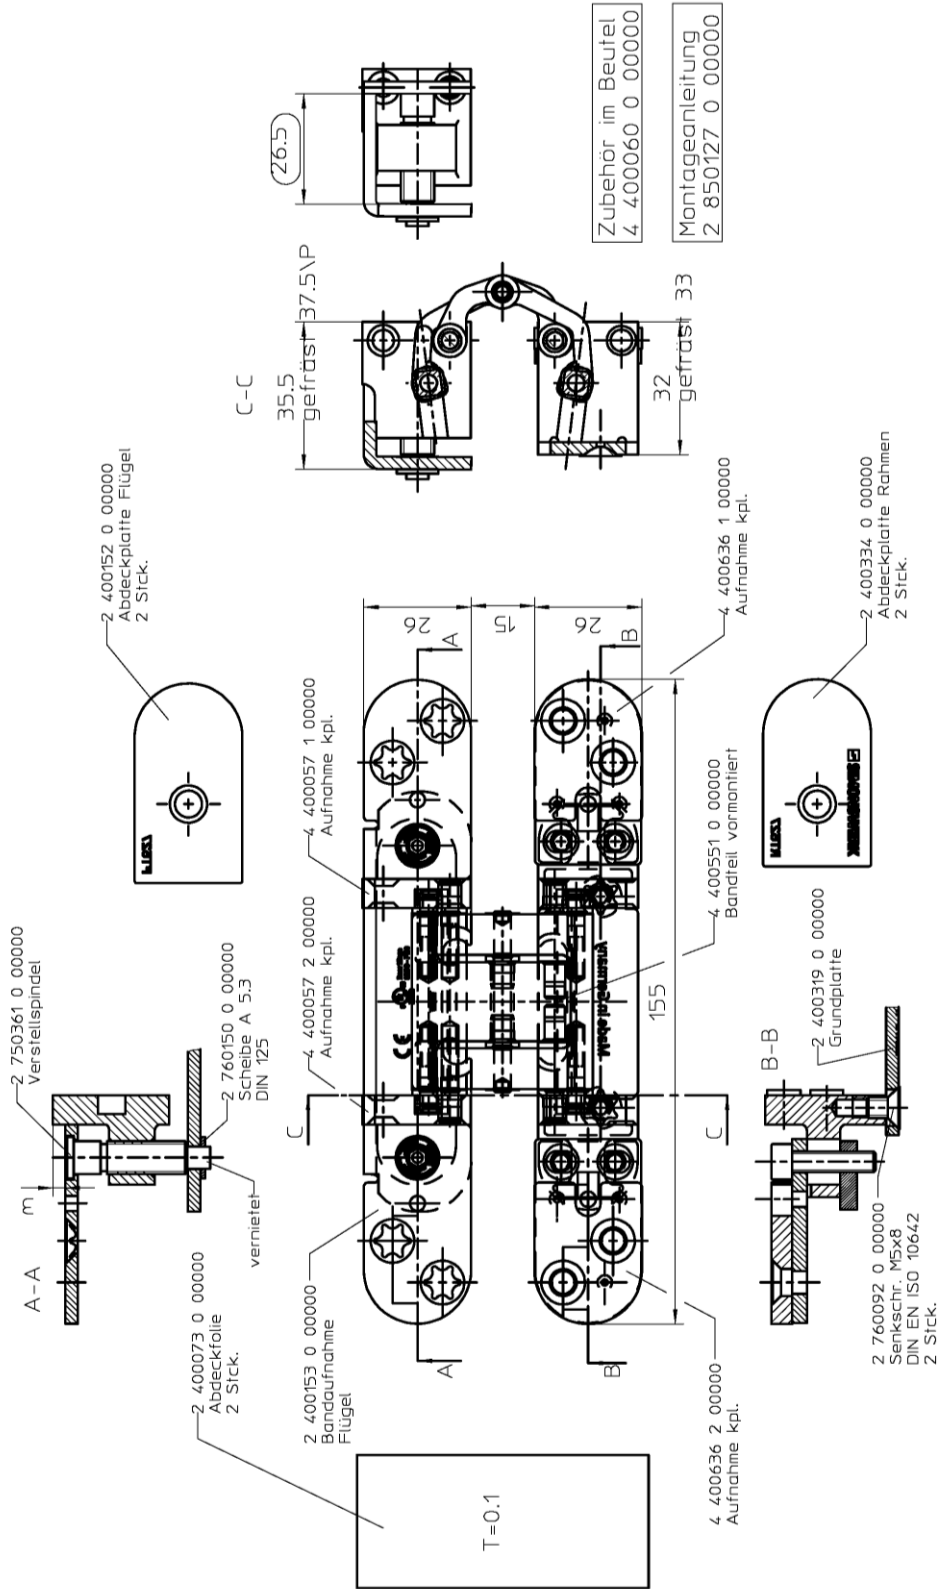 A-A
3
2 750361 0 00000
Verstellspindel
2 760150 0 00000
Scheibe A 5.3
DIN 125
vernietet
2 400073 0 00000
Abdeckfolie
2 Stck.
T=0.1
2 400152 0 00000
Abdeckplatte Flügel
2 Stck.
2 400153 0 00000
Bandaufnahme
Flügel
4 400057 2 00000
Aufnahme kpl.
4 400057 1 00000
Aufnahme kpl.
CE
Made in Germany
A
A
B
B
C
C
26
15
26
155
4 400636 2 00000
Aufnahme kpl.
4 400551 0 00000
Bandteil vormontiert
4 400636 1 00000
Aufnahme kpl.
C-C
35.5
gefräst 37.5\P
32
gefräst 33
26.5
Zubehör im Beutel
4 400060 0 00000
Montageanleitung
2 850127 0 00000
B-B
2 400319 0 00000
Grundplatte
2 760092 0 00000
Senkschr. M5x8
DIN EN ISO 10642
2 Stck.
2 400334 0 00000
Abdeckplatte Rahmen
2 Stck.